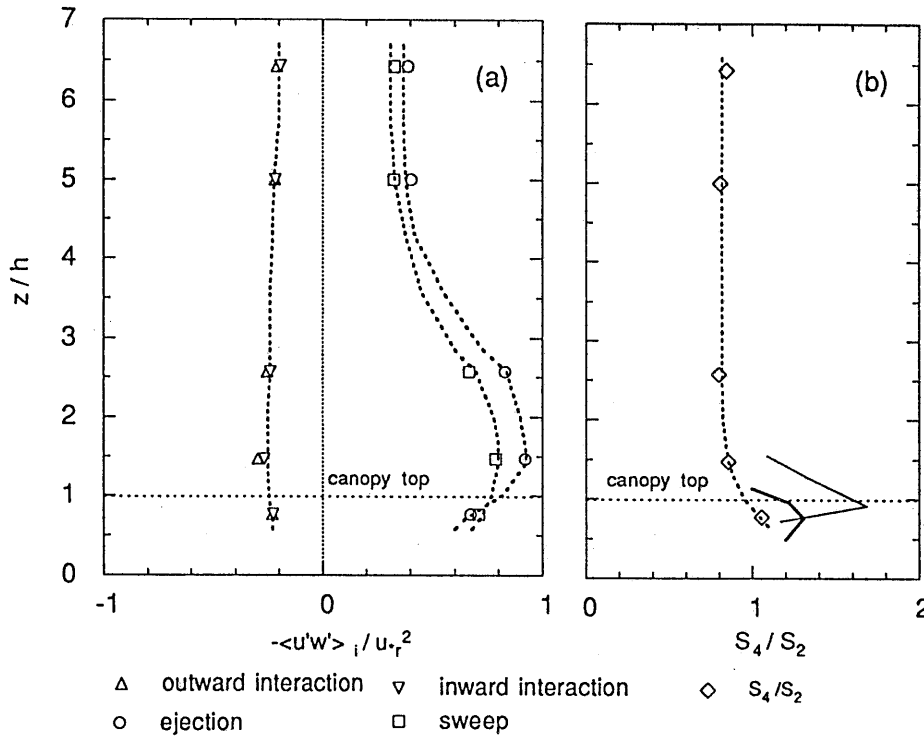 7
6
5
4
3
2
1
0
z / h
(a)
(b)
canopy top
canopy top
-1
0
1
0
1
2
-<u'w'> i / u*r 2
S4 / S2
△ outward interaction ▽ inward interaction ◇ S4 /S2
○ ejection □ sweep